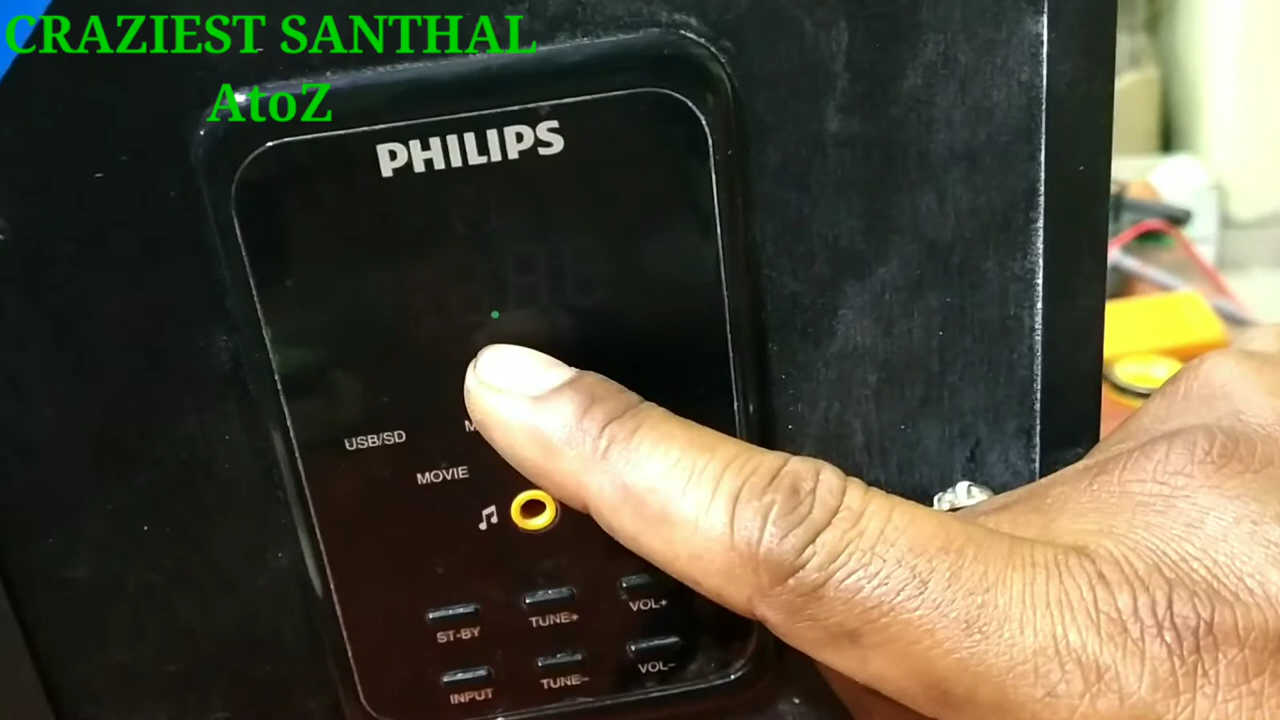 CRAZIEST SANTHAL
AtoZ
PHILIPS
USB/SD
MOVIE
ST-BY
TUNE+
VOL+
INPUT
TUNE-
VOL-